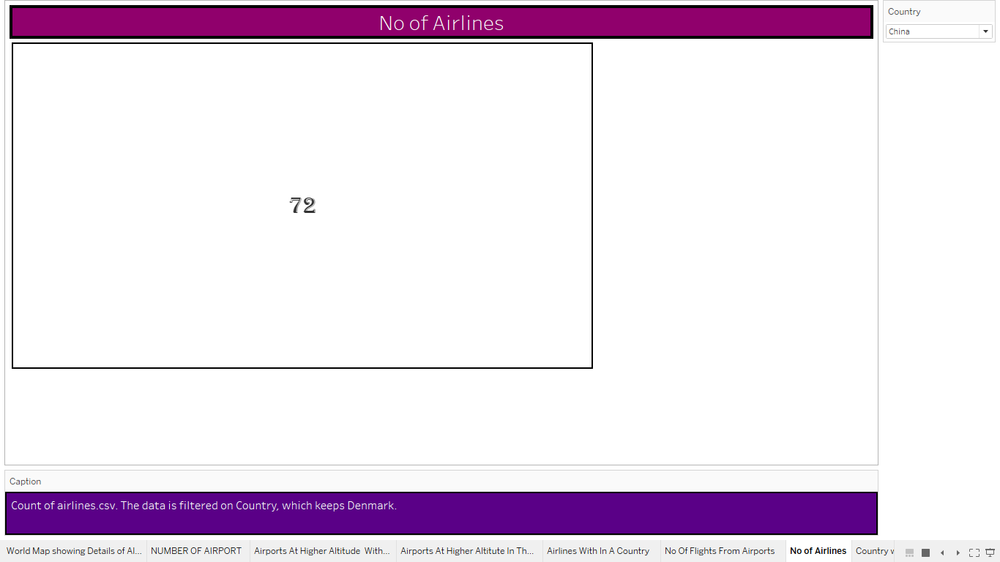 No of Airlines
Country
China
72
Caption
Count of airlines.csv. The data is filtered on Country, which keeps Denmark.
World Map showing Details of Al...
NUMBER OF AIRPORT
Airports At Higher Altitude With...
Airports At Higher Altitute In Th...
Airlines With In A Country
No Of Flights From Airports
No of Airlines
Country